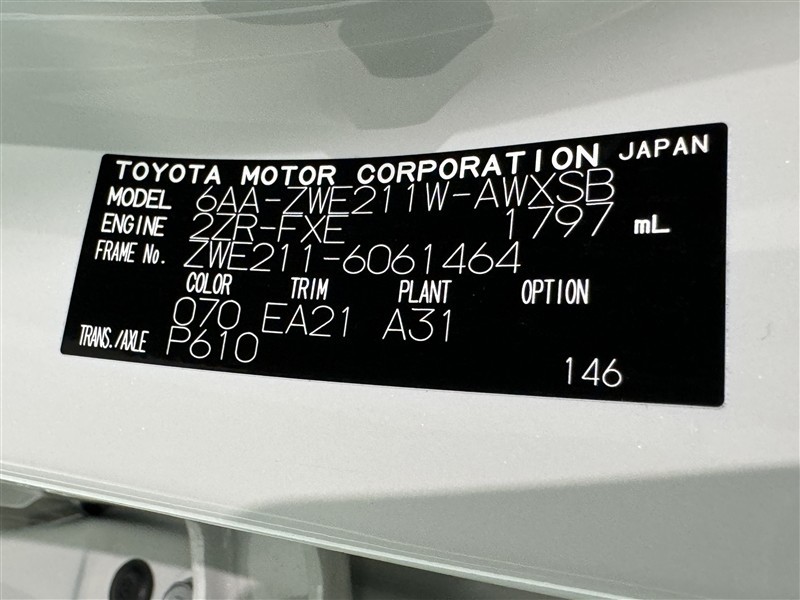 TOYOTA MOTOR CORPORATION JAPAN
MODEL 6AA-ZWE211W-AWXSB
ENGINE 2ZR-FXE 1797 mL
FRAME No. ZWE211-6061464
COLOR TRIM PLANT OPTION
070 EA21 A31
TRANS./AXLE P610
146